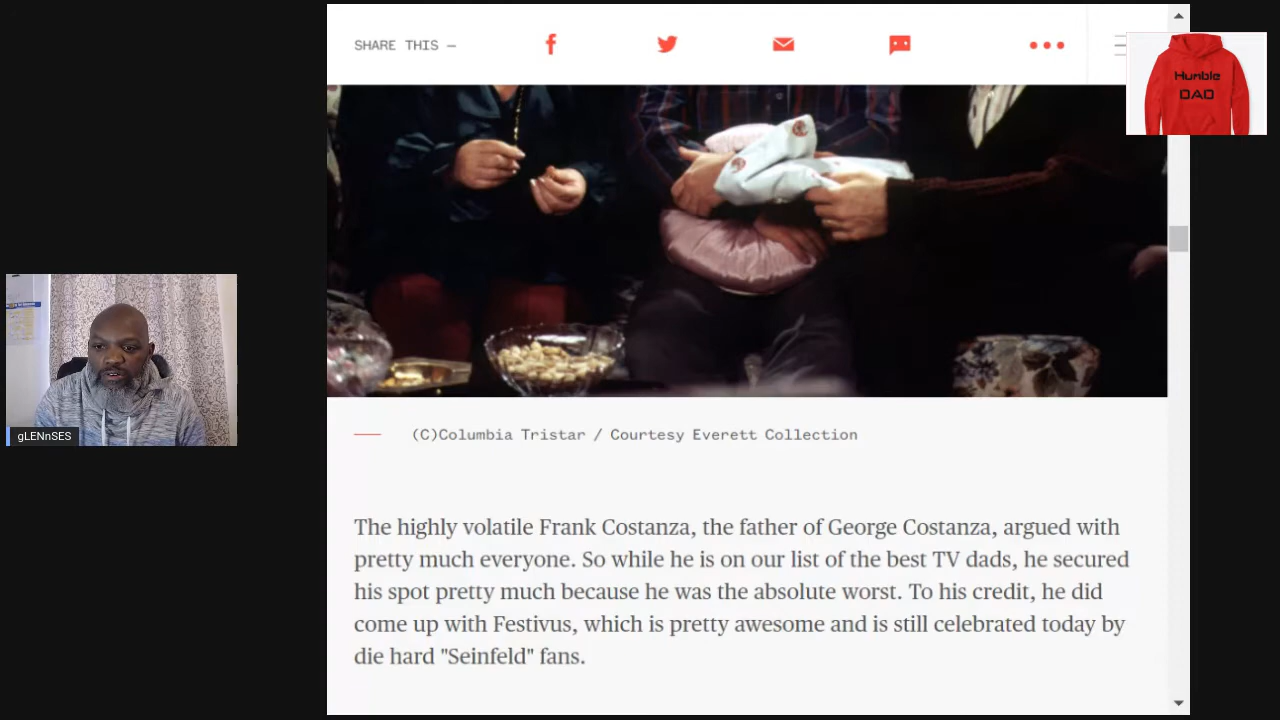 SHARE THIS —
Humble
DAD
gLENnSES
(C)Columbia Tristar / Courtesy Everett Collection
The highly volatile Frank Costanza, the father of George Costanza, argued with
pretty much everyone. So while he is on our list of the best TV dads, he secured
his spot pretty much because he was the absolute worst. To his credit, he did
come up with Festivus, which is pretty awesome and is still celebrated today by
die hard "Seinfeld" fans.